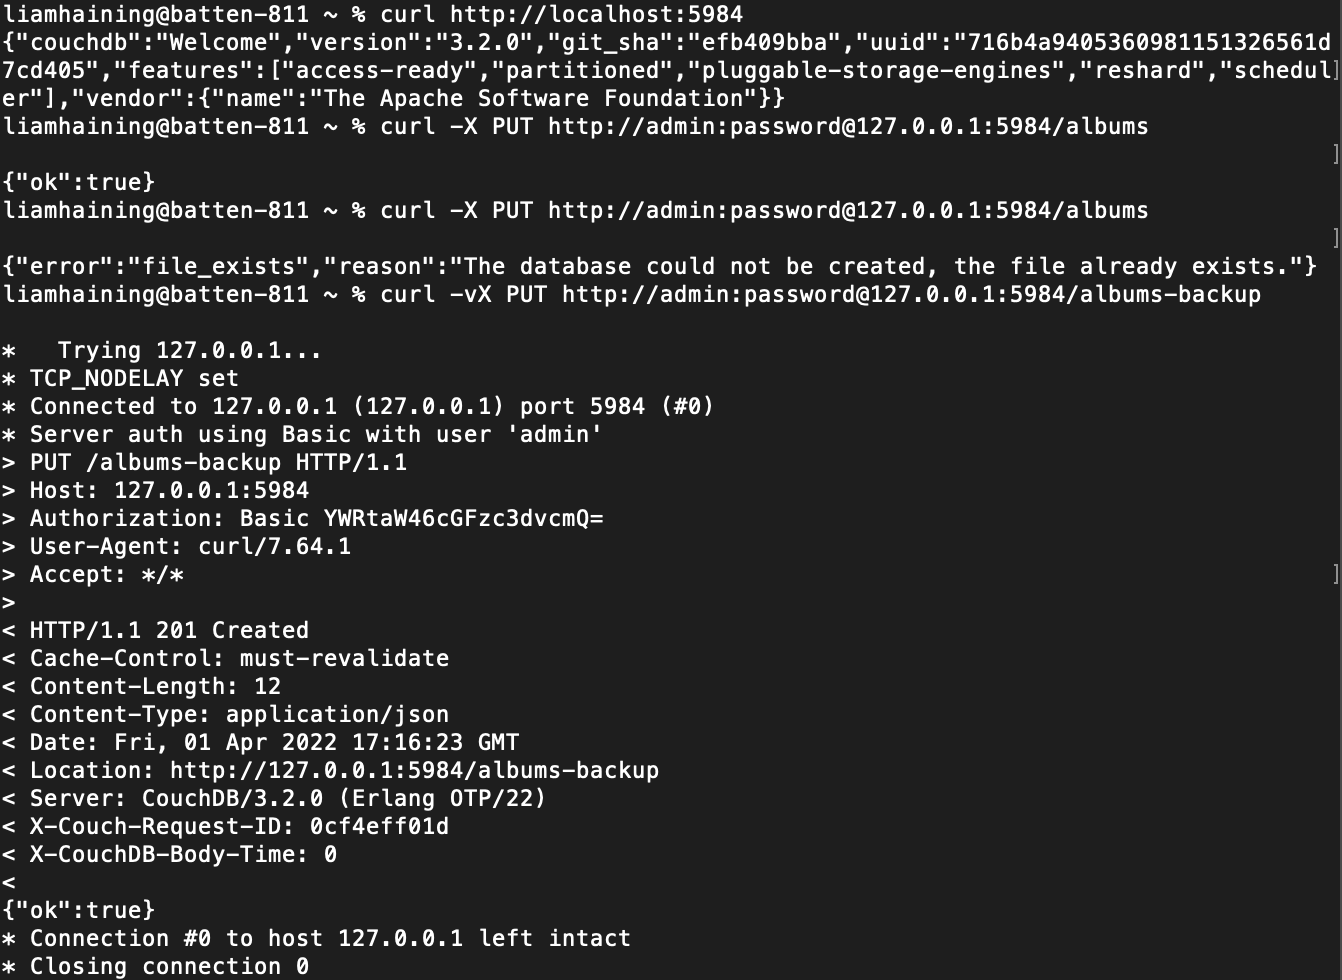 liamhaining@batten-811 ~ % curl http://localhost:5984
{"couchdb":"Welcome","version":"3.2.0","git_sha":"efb409bba","uuid":"716b4a9405360981151326561d
7cd405","features":["access-ready","partitioned","pluggable-storage-engines","reshard","schedul]
er"],"vendor":{"name":"The Apache Software Foundation"}}
liamhaining@batten-811 ~ % curl -X PUT http://admin:password@127.0.0.1:5984/albums
]
{"ok":true}
liamhaining@batten-811 ~ % curl -X PUT http://admin:password@127.0.0.1:5984/albums
]
{"error":"file_exists","reason":"The database could not be created, the file already exists."}
liamhaining@batten-811 ~ % curl -vX PUT http://admin:password@127.0.0.1:5984/albums-backup
*   Trying 127.0.0.1...
* TCP_NODELAY set
* Connected to 127.0.0.1 (127.0.0.1) port 5984 (#0)
* Server auth using Basic with user 'admin'
> PUT /albums-backup HTTP/1.1
> Host: 127.0.0.1:5984
> Authorization: Basic YWRtaW46cGFzc3dvcmQ=
> User-Agent: curl/7.64.1
> Accept: */* ]
>
< HTTP/1.1 201 Created
< Cache-Control: must-revalidate
< Content-Length: 12
< Content-Type: application/json
< Date: Fri, 01 Apr 2022 17:16:23 GMT
< Location: http://127.0.0.1:5984/albums-backup
< Server: CouchDB/3.2.0 (Erlang OTP/22)
< X-Couch-Request-ID: 0cf4eff01d
< X-CouchDB-Body-Time: 0
<
{"ok":true}
* Connection #0 to host 127.0.0.1 left intact
* Closing connection 0